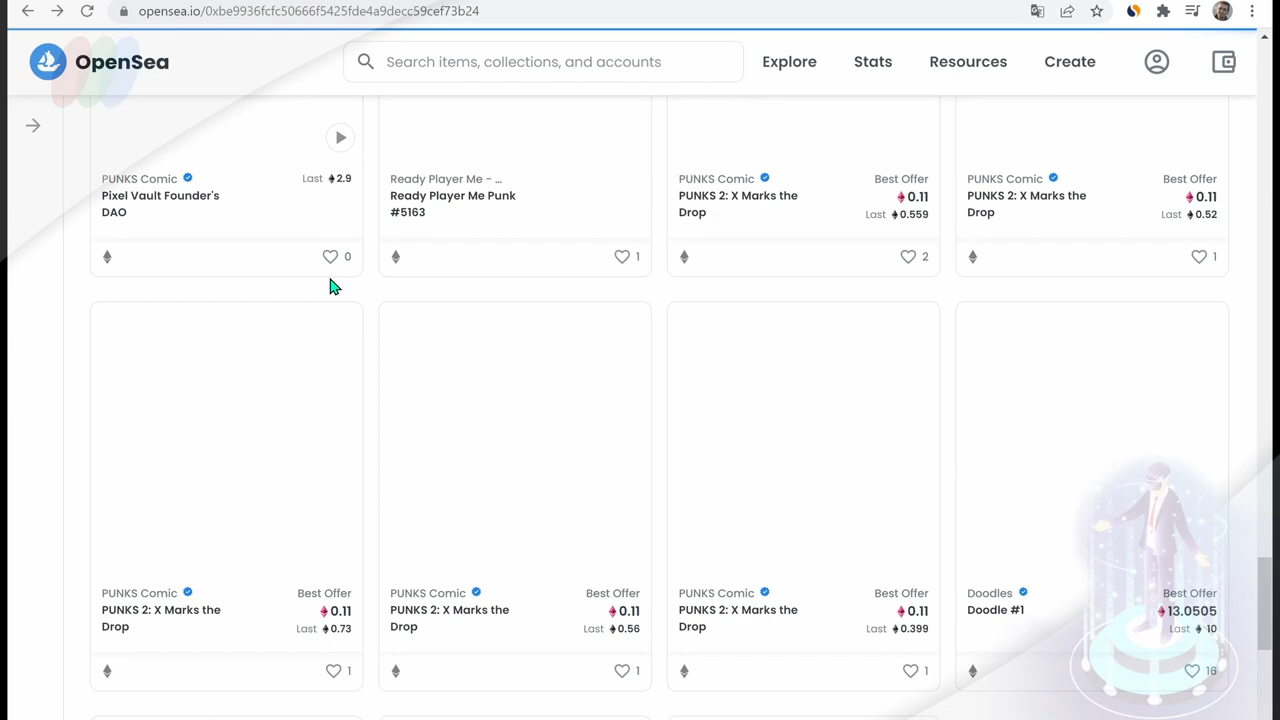 opensea.io/0xbe9936fcfc50666f5425fde4a9decc59cef73b24
OpenSea
Search items, collections, and accounts
Explore
Stats
Resources
Create
PUNKS Comic
Last 2.9
Pixel Vault Founder's
DAO
0
Ready Player Me - ...
Ready Player Me Punk
#5163
1
PUNKS Comic
Best Offer
PUNKS 2: X Marks the
0.11
Drop
Last 0.559
2
PUNKS Comic
Best Offer
PUNKS 2: X Marks the
0.11
Drop
Last 0.52
1
PUNKS Comic
Best Offer
PUNKS 2: X Marks the
0.11
Drop
Last 0.73
1
PUNKS Comic
Best Offer
PUNKS 2: X Marks the
0.11
Drop
Last 0.56
1
PUNKS Comic
Best Offer
PUNKS 2: X Marks the
0.11
Drop
Last 0.399
1
Doodles
Best Offer
Doodle #1
13.0505
Last 10
16